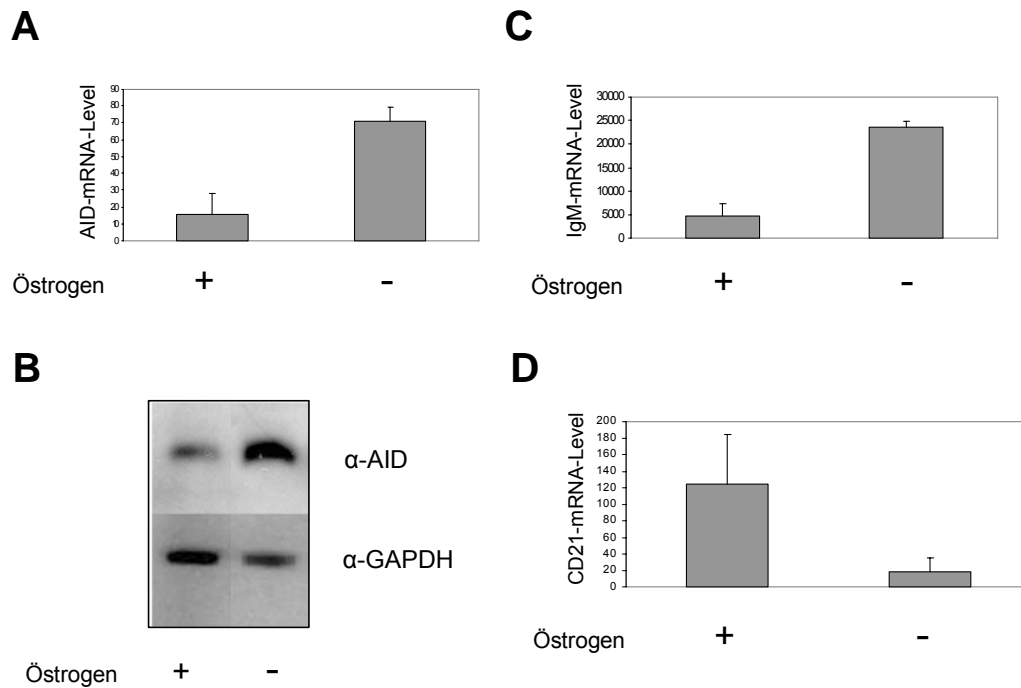 A
AID-mRNA-Level
90
80
70
60
50
40
30
20
10
0
Östrogen + -
C
IgM-mRNA-Level
30000
25000
20000
15000
10000
5000
0
Östrogen + -
B
α-AID
α-GAPDH
Östrogen + -
D
CD21-mRNA-Level
200
180
160
140
120
100
80
60
40
20
0
Östrogen + -